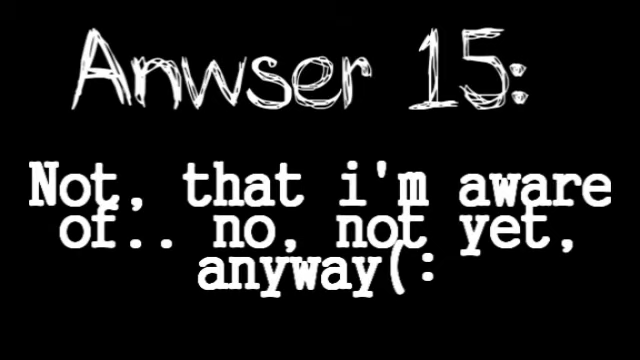 Anwser 15:
Not, that i'm aware
of.. no, not yet,
anyway(: